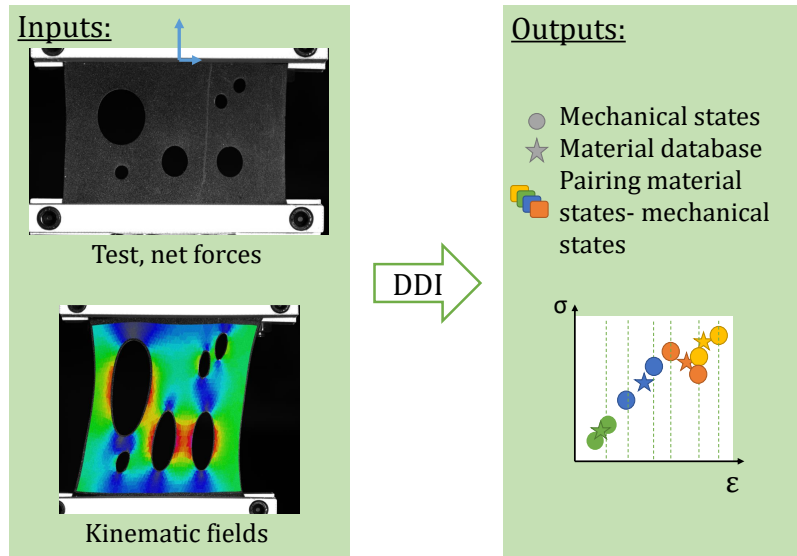 Inputs:
Test, net forces
Kinematic fields
DDI
Outputs:
Mechanical states
Material database
Pairing material
states- mechanical
states
σ
ε